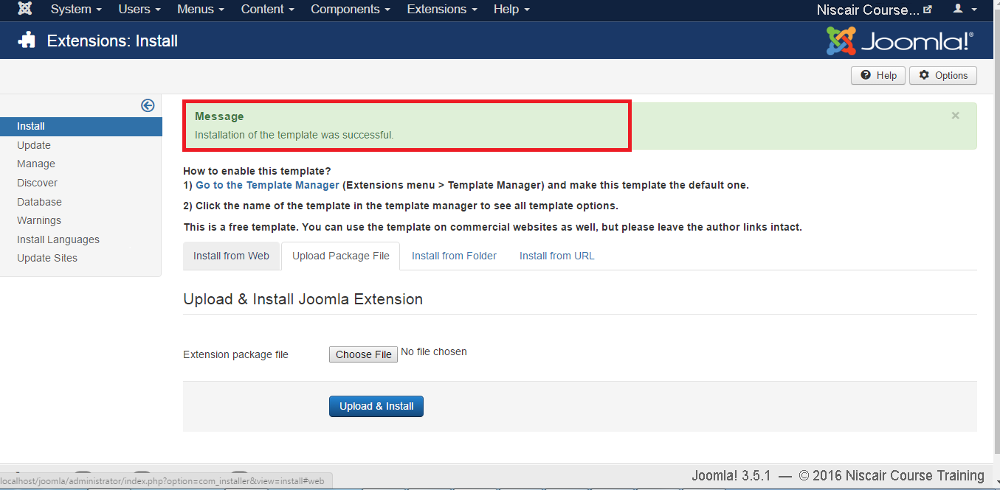 System Users Menus Content Components Extensions Help Niscair Course...
Extensions: Install
Joomla!®
Help Options
Install
Update
Manage
Discover
Database
Warnings
Install Languages
Update Sites
Message
Installation of the template was successful.
×
How to enable this template?
1) Go to the Template Manager (Extensions menu > Template Manager) and make this template the default one.
2) Click the name of the template in the template manager to see all template options.
This is a free template. You can use the template on commercial websites as well, but please leave the author links intact.
Install from Web Upload Package File Install from Folder Install from URL
Upload & Install Joomla Extension
Extension package file Choose File No file chosen
Upload & Install
Joomla! 3.5.1 — © 2016 Niscair Course Training
localhost/joomla/administrator/index.php?option=com_installer&view=install#web